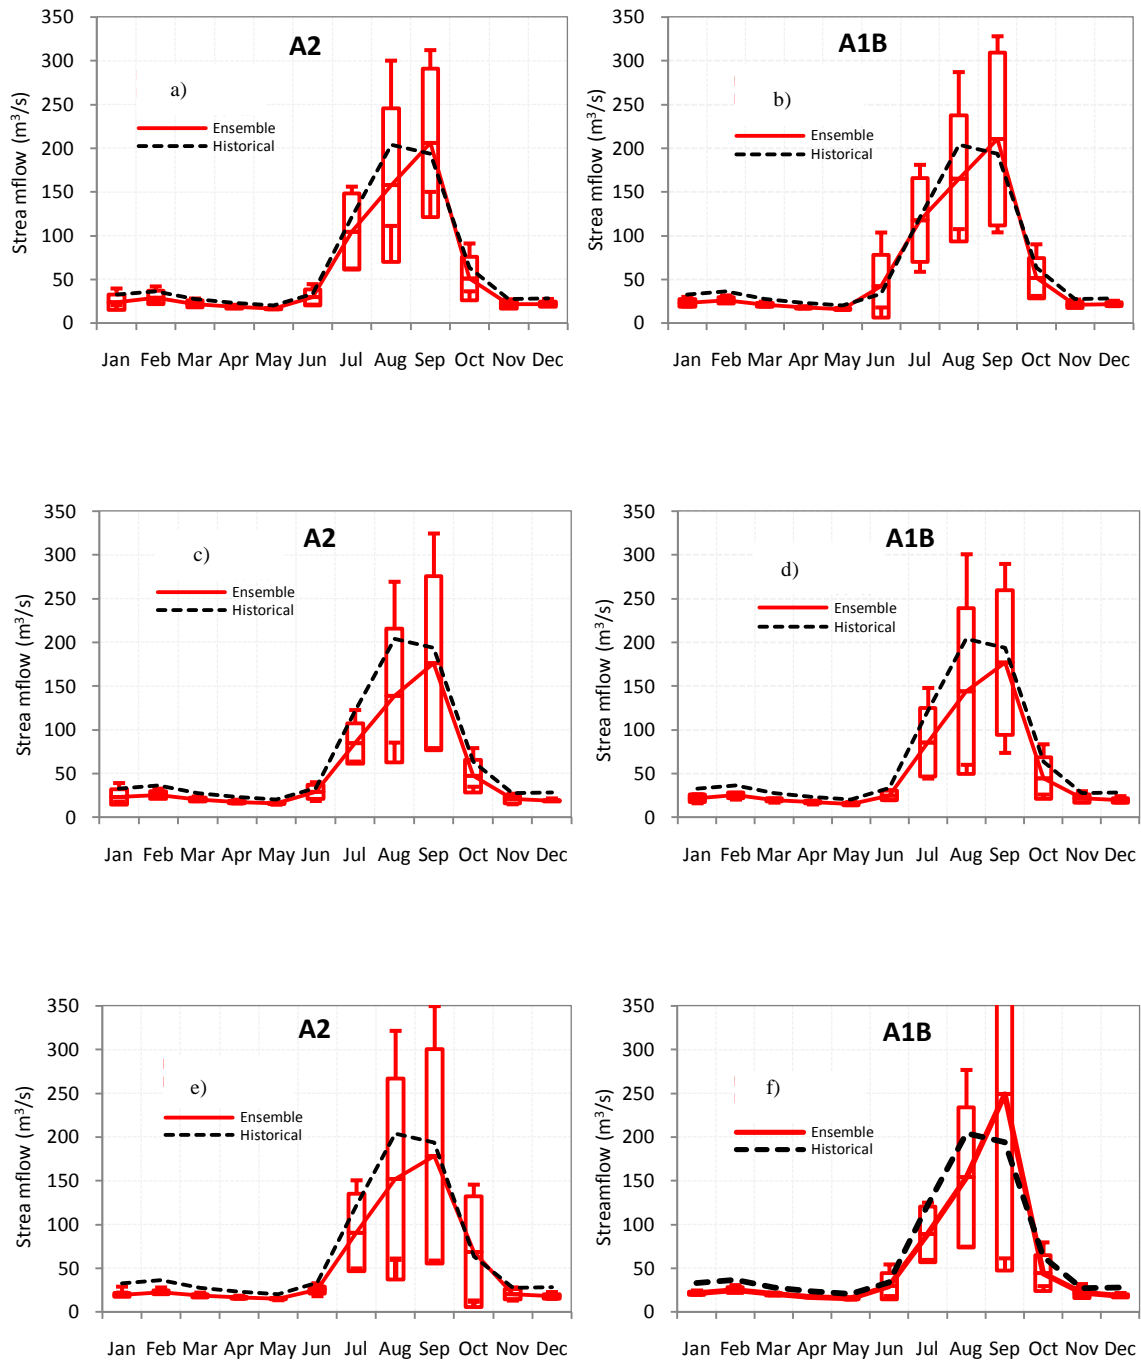 A2
a)
Ensemble
Historical
Strea mflow (m³/s)
350
300
250
200
150
100
50
0
Jan Feb Mar Apr May Jun Jul Aug Sep Oct Nov Dec
A1B
b)
Ensemble
Historical
Strea mflow (m³/s)
350
300
250
200
150
100
50
0
Jan Feb Mar Apr May Jun Jul Aug Sep Oct Nov Dec
A2
c)
Ensemble
Historical
Strea mflow (m³/s)
350
300
250
200
150
100
50
0
Jan Feb Mar Apr May Jun Jul Aug Sep Oct Nov Dec
A1B
d)
Ensemble
Historical
Strea mflow (m³/s)
350
300
250
200
150
100
50
0
Jan Feb Mar Apr May Jun Jul Aug Sep Oct Nov Dec
A2
e)
Ensemble
Historical
Strea mflow (m³/s)
350
300
250
200
150
100
50
0
Jan Feb Mar Apr May Jun Jul Aug Sep Oct Nov Dec
A1B
f)
Ensemble
Historical
Streamflow (m³/s)
350
300
250
200
150
100
50
0
Jan Feb Mar Apr May Jun Jul Aug Sep Oct Nov Dec